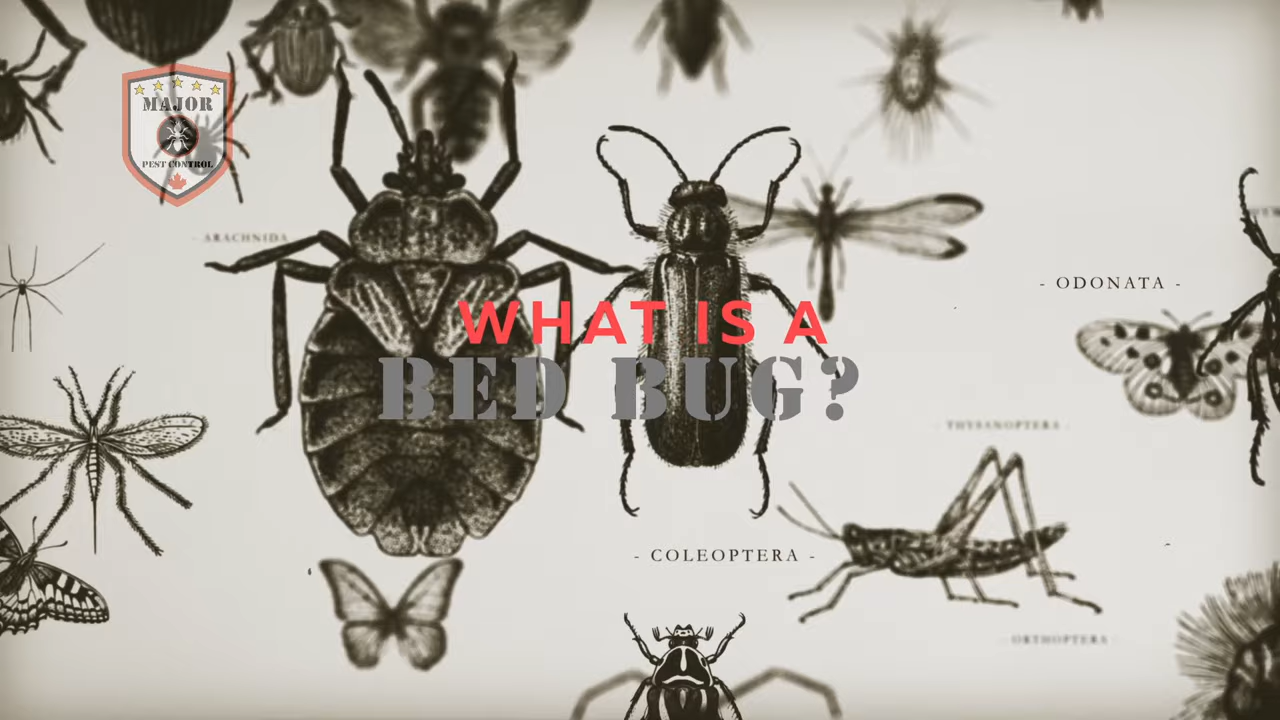 MAJOR
PEST CONTROL
- ARACHNIDA
- ODONATA -
WHAT IS A
BED BUG?
- THYSANOPTERA -
- COLEOPTERA -
- ORTHOPTERA -